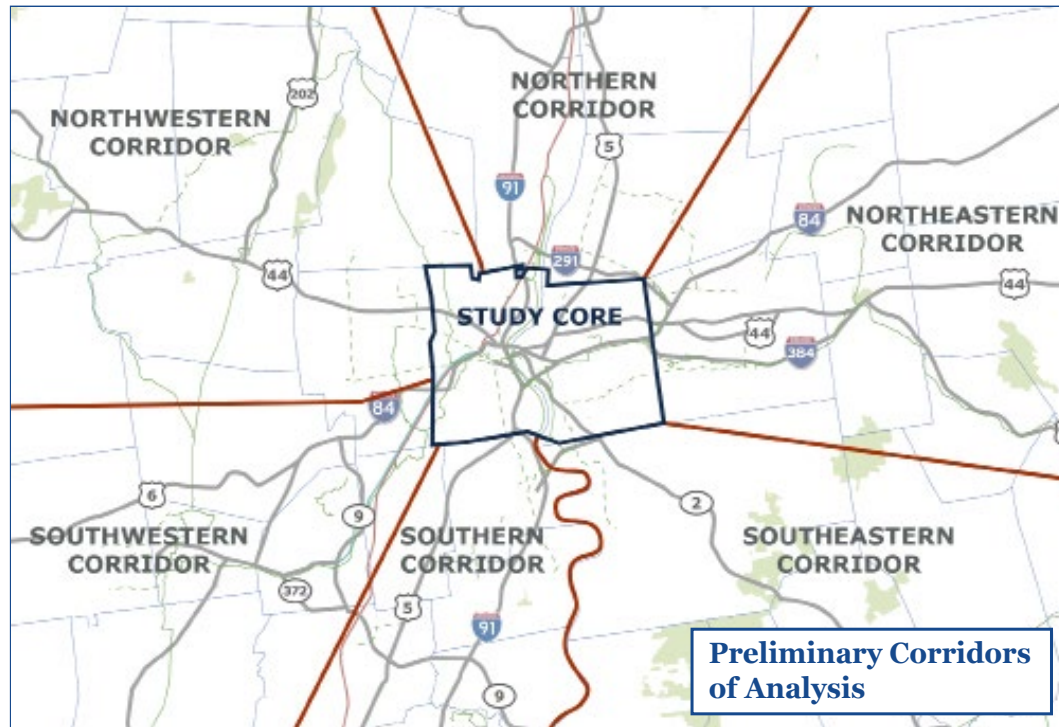 NORTHERN
CORRIDOR
202
NORTHWESTERN
CORRIDOR
5
91
84
NORTHEASTERN
CORRIDOR
291
44
44
STUDY CORE
44
384
84
6
9
2
SOUTHWESTERN
CORRIDOR
SOUTHERN
CORRIDOR
SOUTHEASTERN
CORRIDOR
372
5
91
9
Preliminary Corridors
of Analysis